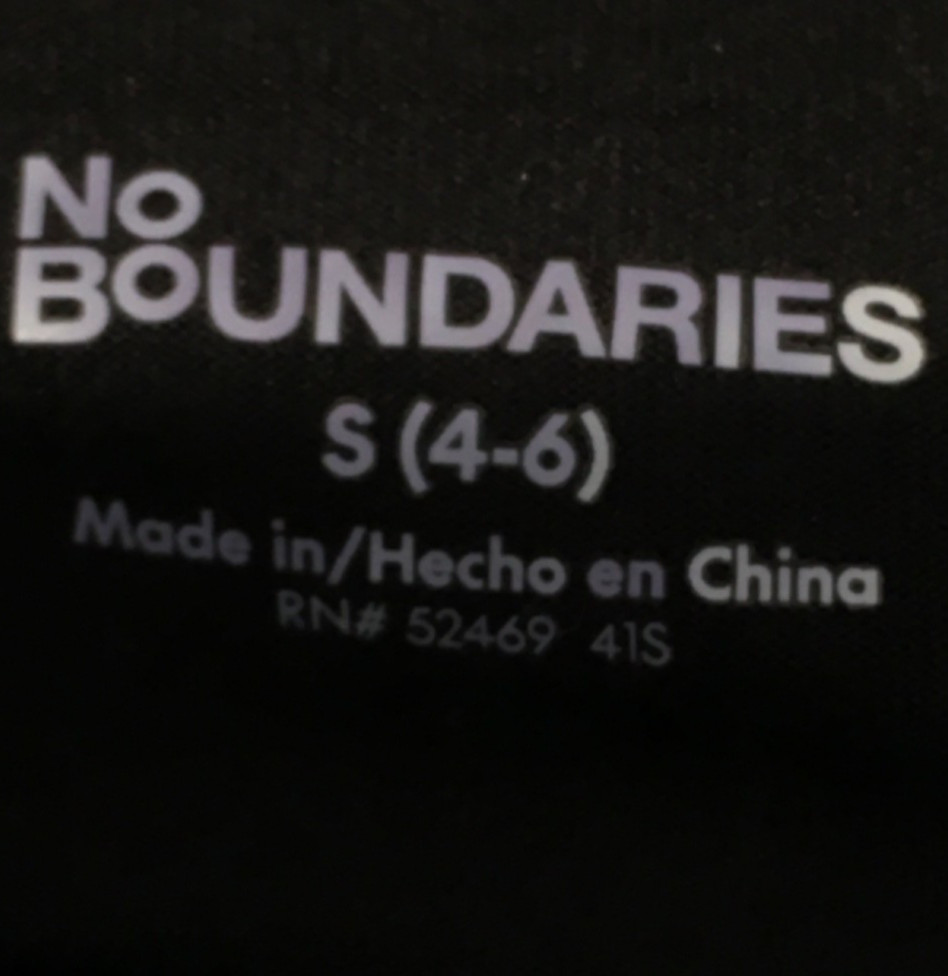 No
BoUNDARIES
S (4-6)
Made in/Hecho en China
RN# 52469 41S